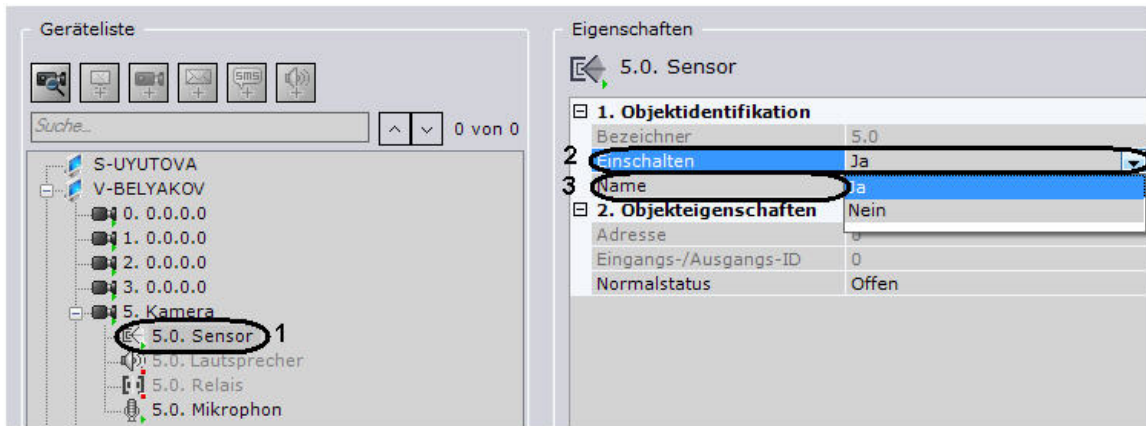 Geräteliste
SMS
Suche...
0 von 0
S-UYUTOVA
V-BELYAKOV
0. 0.0.0.0
1. 0.0.0.0
2. 0.0.0.0
3. 0.0.0.0
5. Kamera
5.0. Sensor 1
5.0. Lautsprecher
5.0. Relais
5.0. Mikrophon
Eigenschaften
5.0. Sensor
1. Objektidentifikation
Bezeichner 5.0
2 Einschalten Ja
3 Name Ja
2. Objekteigenschaften Nein
Adresse 0
Eingangs-/Ausgangs-ID 0
Normalstatus Offen